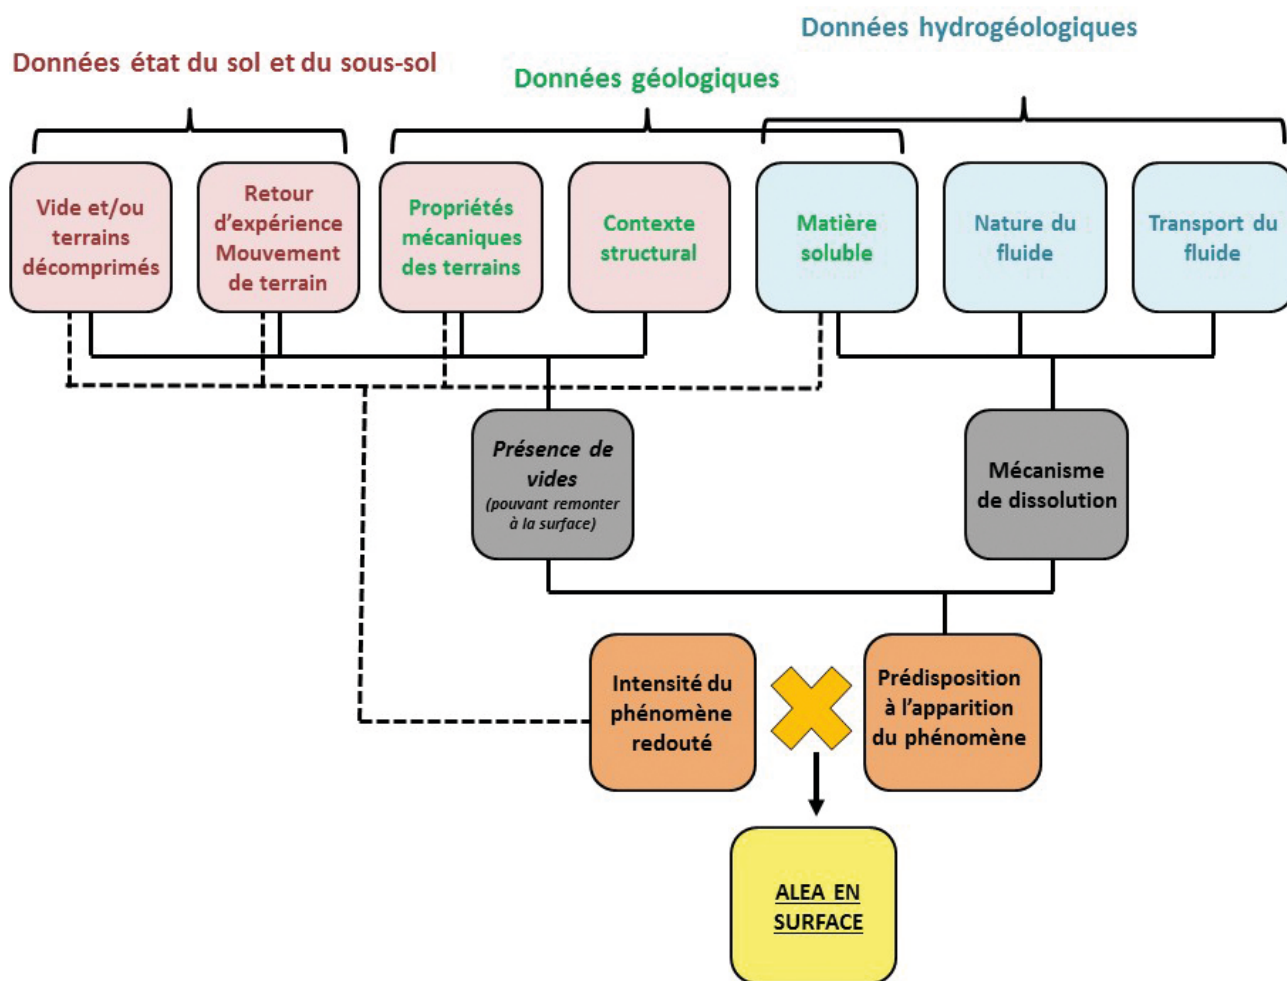 Données état du sol et du sous-sol
Données géologiques
Données hydrogéologiques
Vide et/ou
terrains
décomprimés
Retour
d’expérience
Mouvement
de terrain
Propriétés
mécaniques
des terrains
Contexte
structural
Matière
soluble
Nature du
fluide
Transport du
fluide
Présence de
vides
(pouvant remonter
à la surface)
Mécanisme
de dissolution
Intensité du
phénomène
redouté
Prédisposition
à l’apparition
du phénomène
ALEA EN
SURFACE